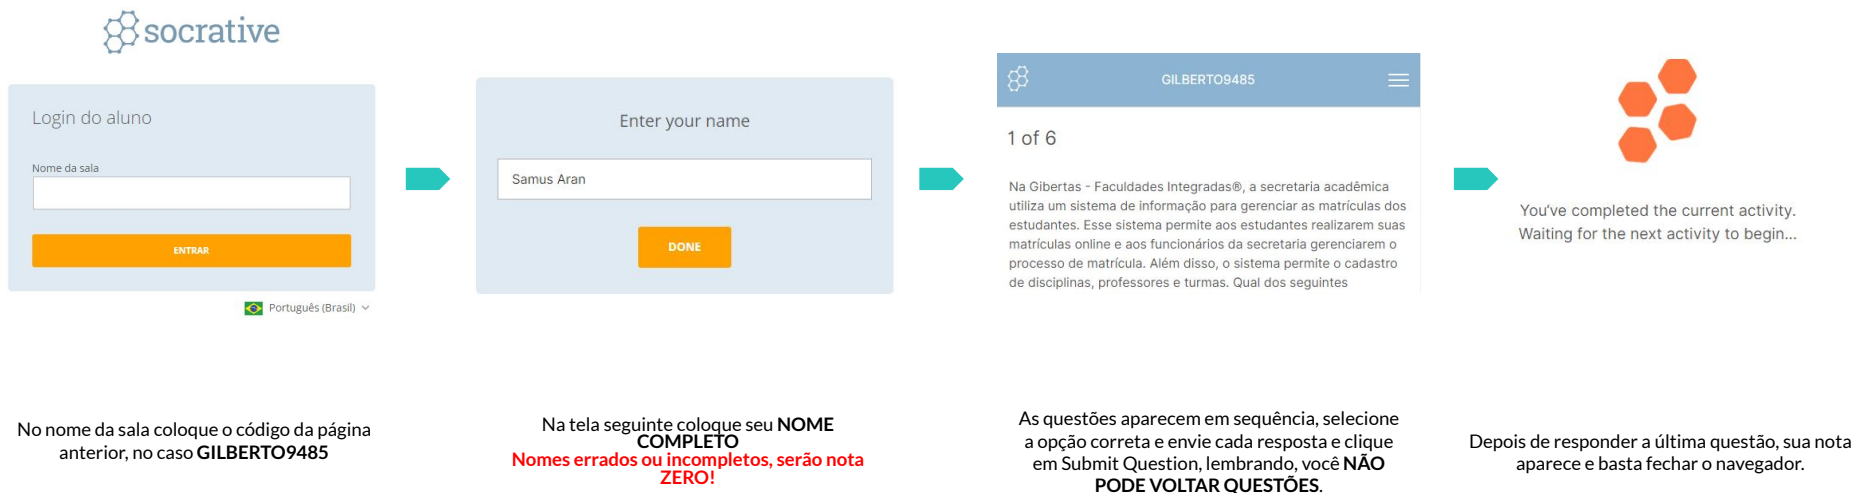 socrative
Login do aluno
Nome da sala
ENTRAR
Português (Brasil)
Enter your name
Samus Aran
DONE
GILBERTO9485
1 of 6
Na Gibertas - Faculdades Integradas®, a secretaria acadêmica
utiliza um sistema de informação para gerenciar as matrículas dos
estudantes. Esse sistema permite aos estudantes realizarem suas
matrículas online e aos funcionários da secretaria gerenciarem o
processo de matrícula. Além disso, o sistema permite o cadastro
de disciplinas, professores e turmas. Qual dos seguintes
You've completed the current activity.
Waiting for the next activity to begin...
No nome da sala coloque o código da página
anterior, no caso GILBERTO9485
Na tela seguinte coloque seu NOME
COMPLETO
Nomes errados ou incompletos, serão nota
ZERO!
As questões aparecem em sequência, selecione
a opção correta e envie cada resposta e clique
em Submit Question, lembrando, você NÃO
PODE VOLTAR QUESTÕES.
Depois de responder a última questão, sua nota
aparece e basta fechar o navegador.